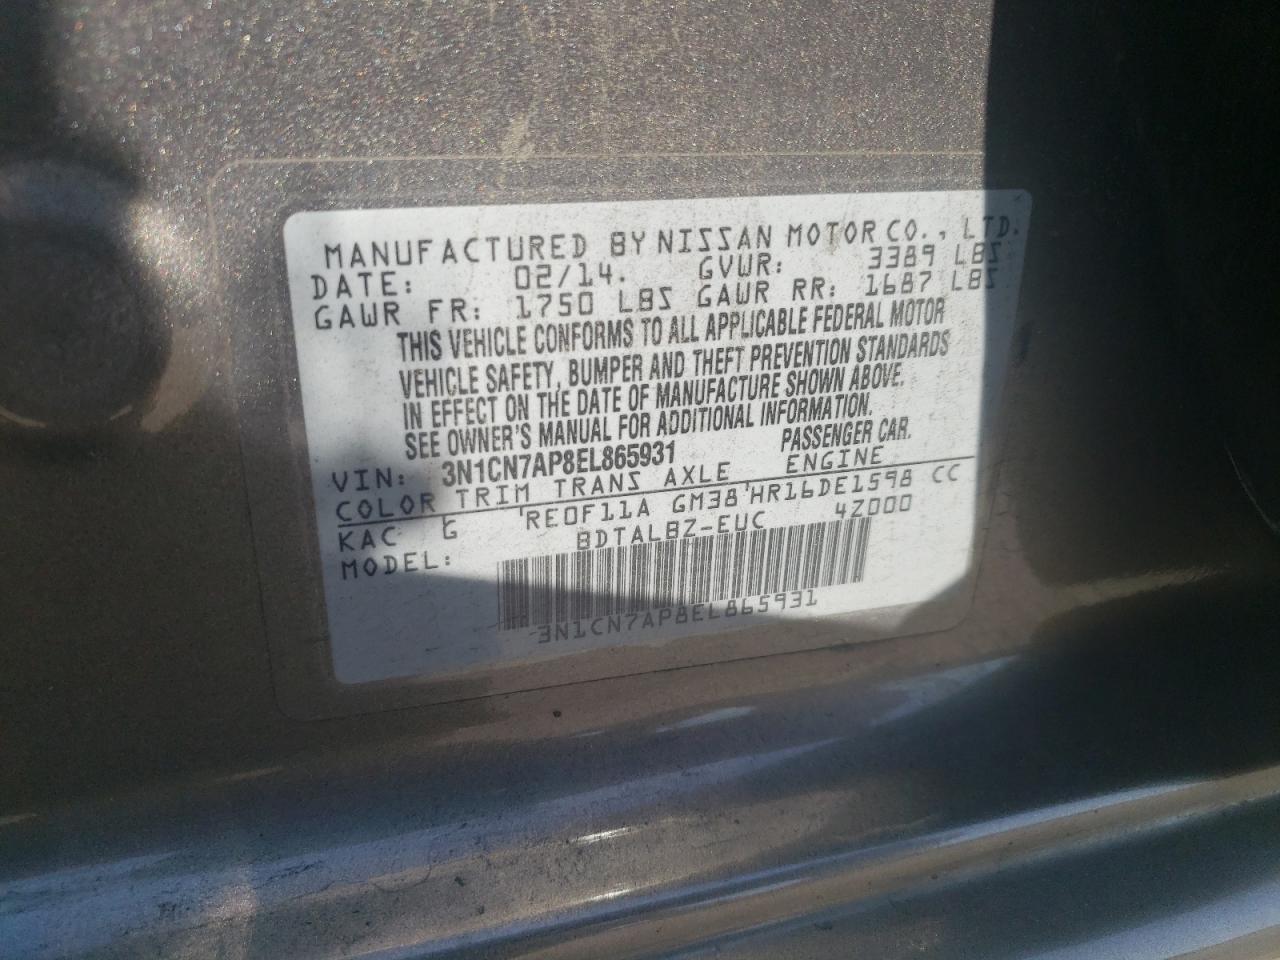 MANUFACTURED BY NISSAN MOTOR CO., LTD.
DATE: 02/14. GVWR: 3389 LBS
GAWR FR: 1750 LBS GAWR RR: 1687 LBS
THIS VEHICLE CONFORMS TO ALL APPLICABLE FEDERAL MOTOR
VEHICLE SAFETY, BUMPER AND THEFT PREVENTION STANDARDS
IN EFFECT ON THE DATE OF MANUFACTURE SHOWN ABOVE.
SEE OWNER'S MANUAL FOR ADDITIONAL INFORMATION.
VIN: 3N1CN7AP8EL865931 PASSENGER CAR.
COLOR TRIM TRANS AXLE ENGINE
KAC G RE0F11A GM38 HR16DE1598 CC
MODEL: BDTALBZ-EUC 4Z000
3N1CN7AP8EL865931